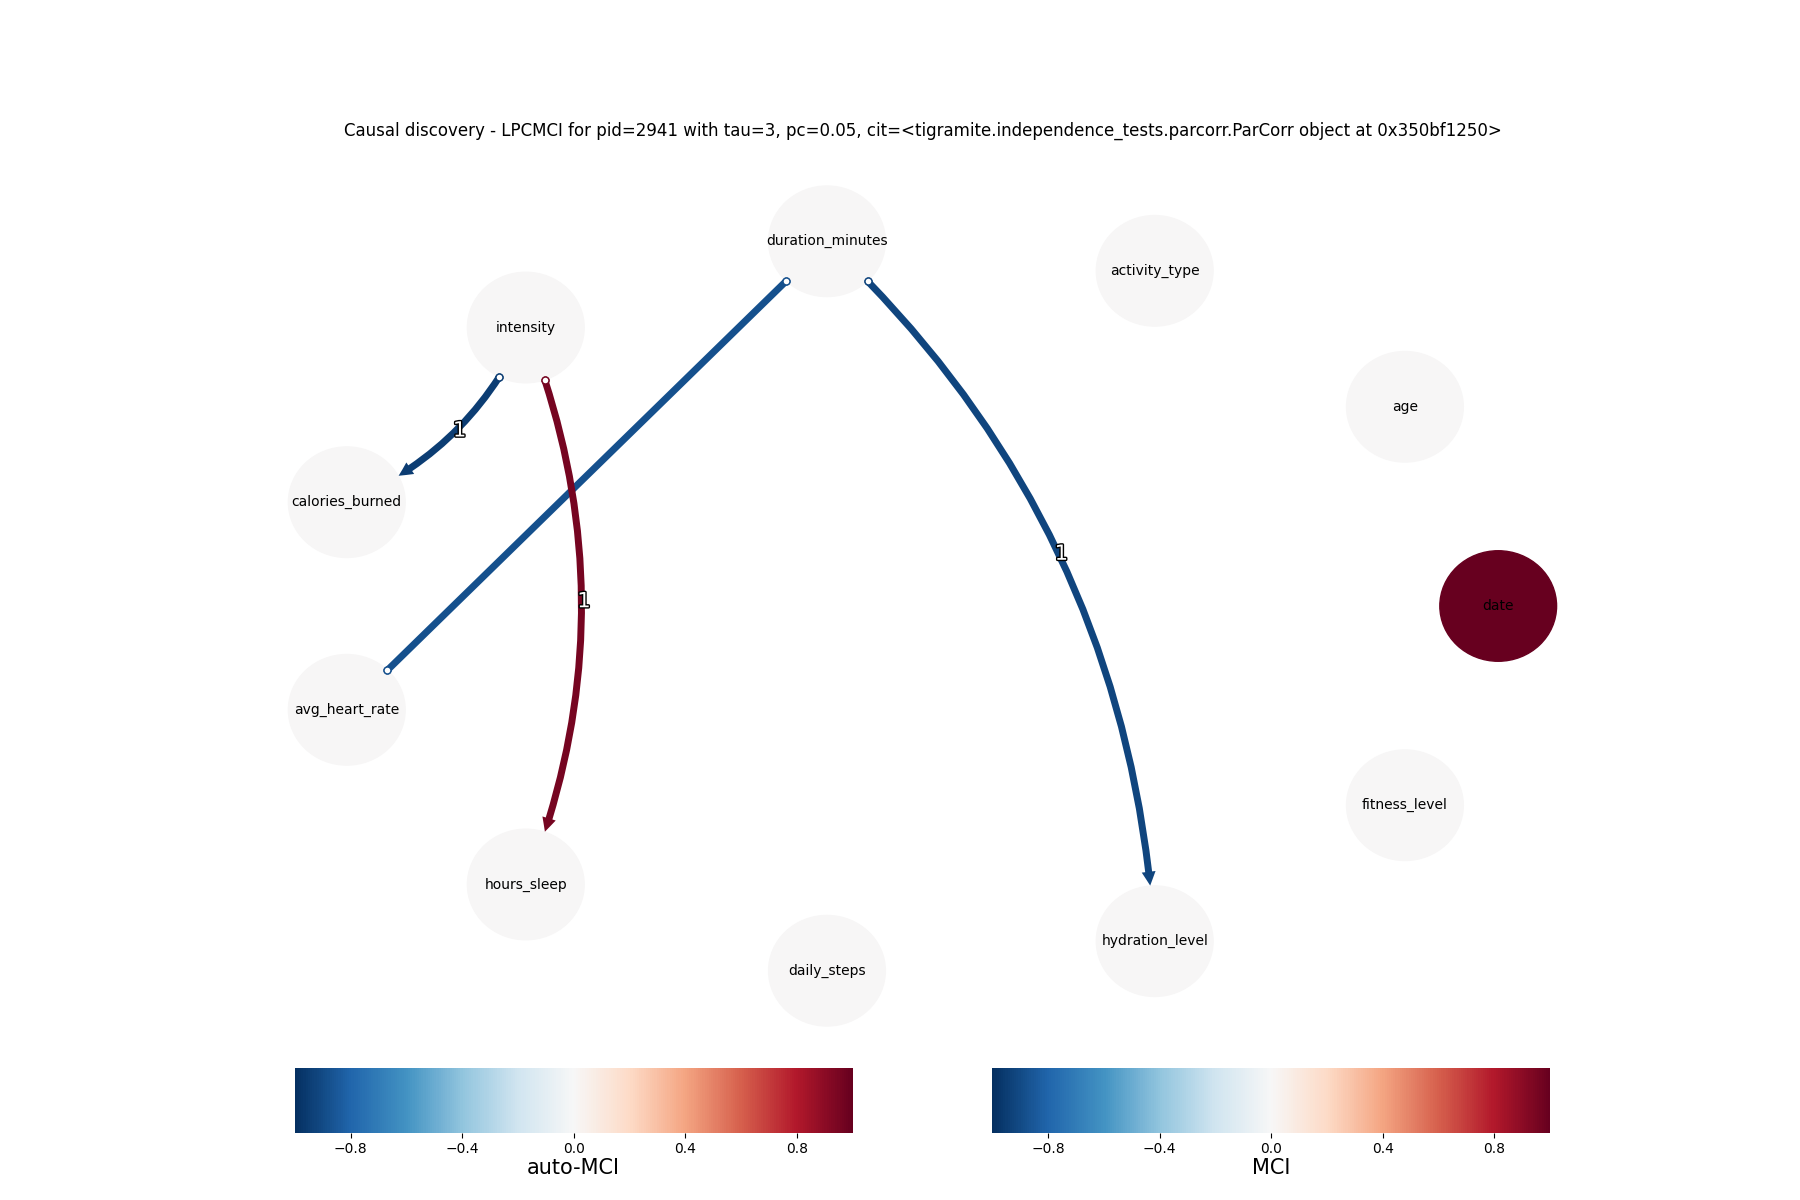 Causal discovery - LPCMCI for pid=2941 with tau=3, pc=0.05, cit=<tigramite.independence_tests.parcorr.ParCorr object at 0x350bf1250>
duration_minutes
activity_type
intensity
age
1
calories_burned
1
1
date
avg_heart_rate
fitness_level
hours_sleep
hydration_level
daily_steps
−0.8 −0.4 0.0 0.4 0.8
auto-MCI
−0.8 −0.4 0.0 0.4 0.8
MCI